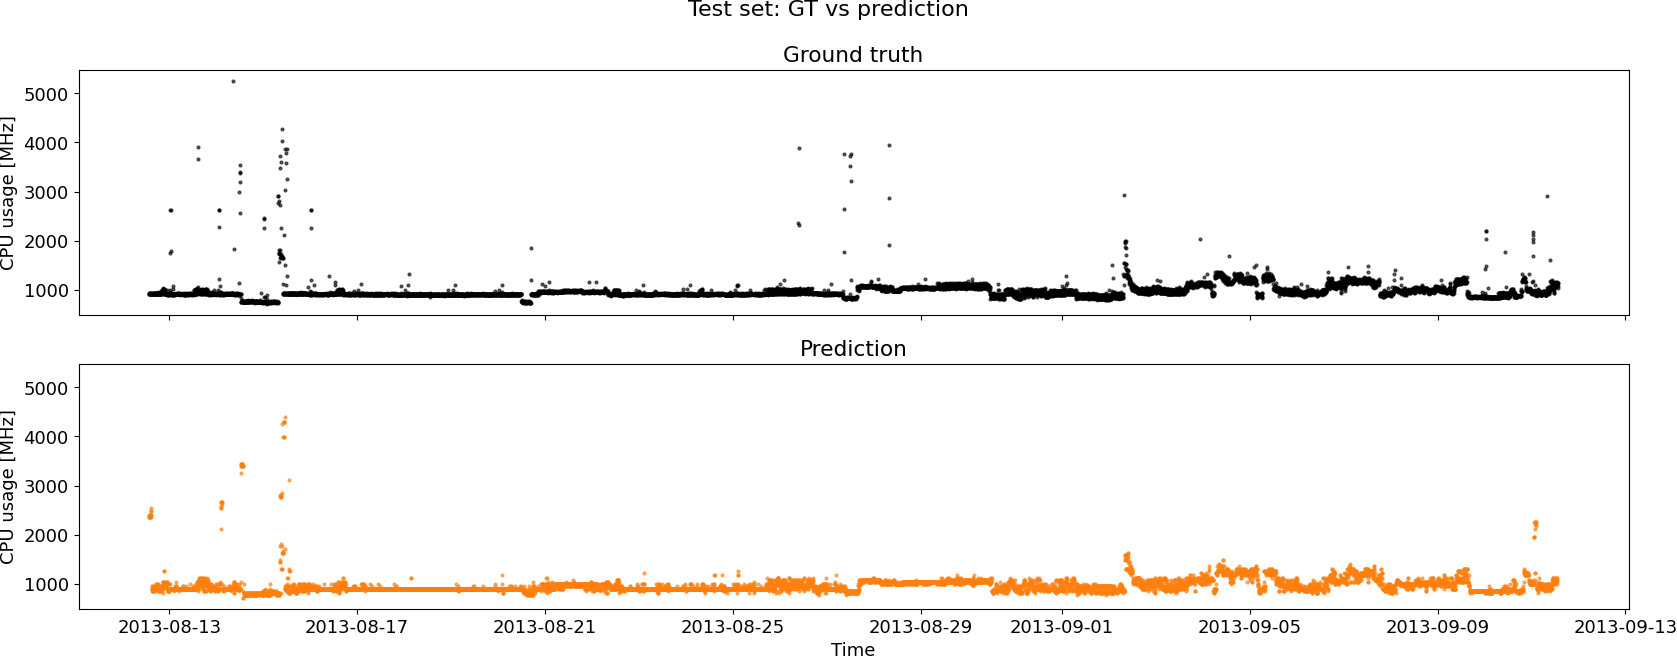 Test set: GT vs prediction
Ground truth
CPU usage [MHz]
5000
4000
3000
2000
1000
Prediction
CPU usage [MHz]
5000
4000
3000
2000
1000
2013-08-13 2013-08-17 2013-08-21 2013-08-25 2013-08-29 2013-09-01 2013-09-05 2013-09-09 2013-09-13
Time